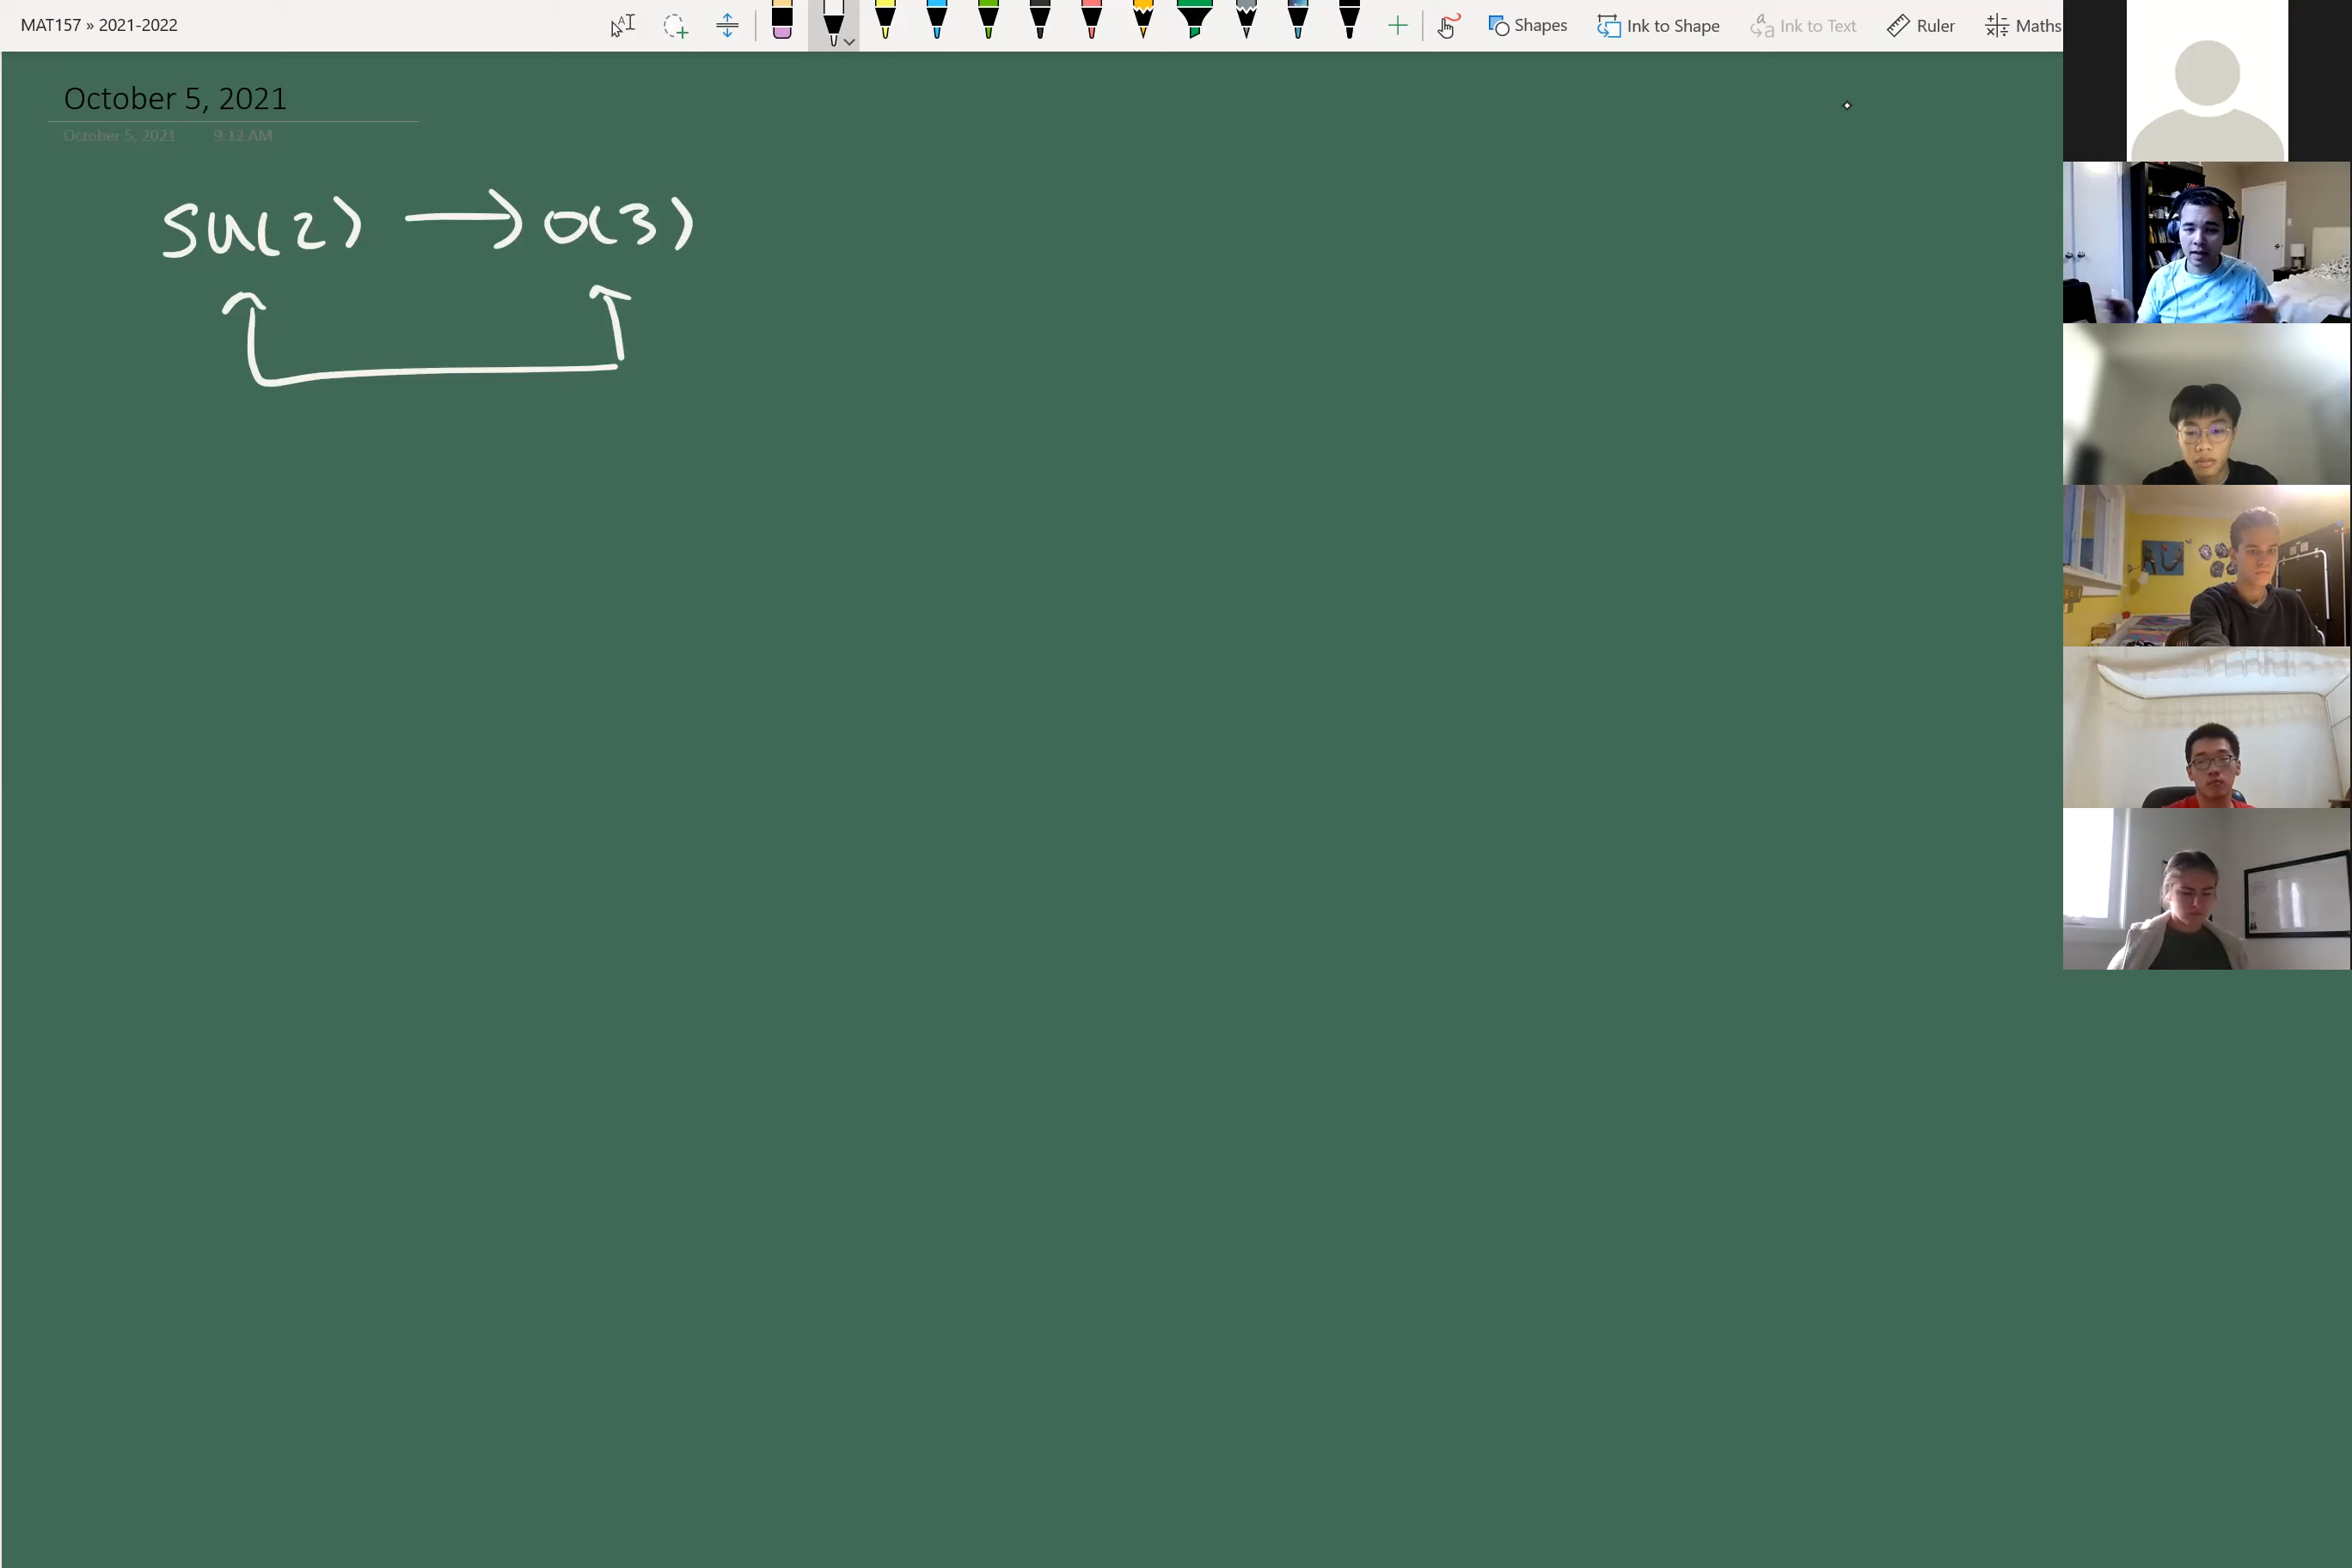 MAT157 » 2021-2022
Shapes
Ink to Shape
Ink to Text
Ruler
Maths
October 5, 2021
October 5, 2021 9:12 AM
SU(2) → O(3)